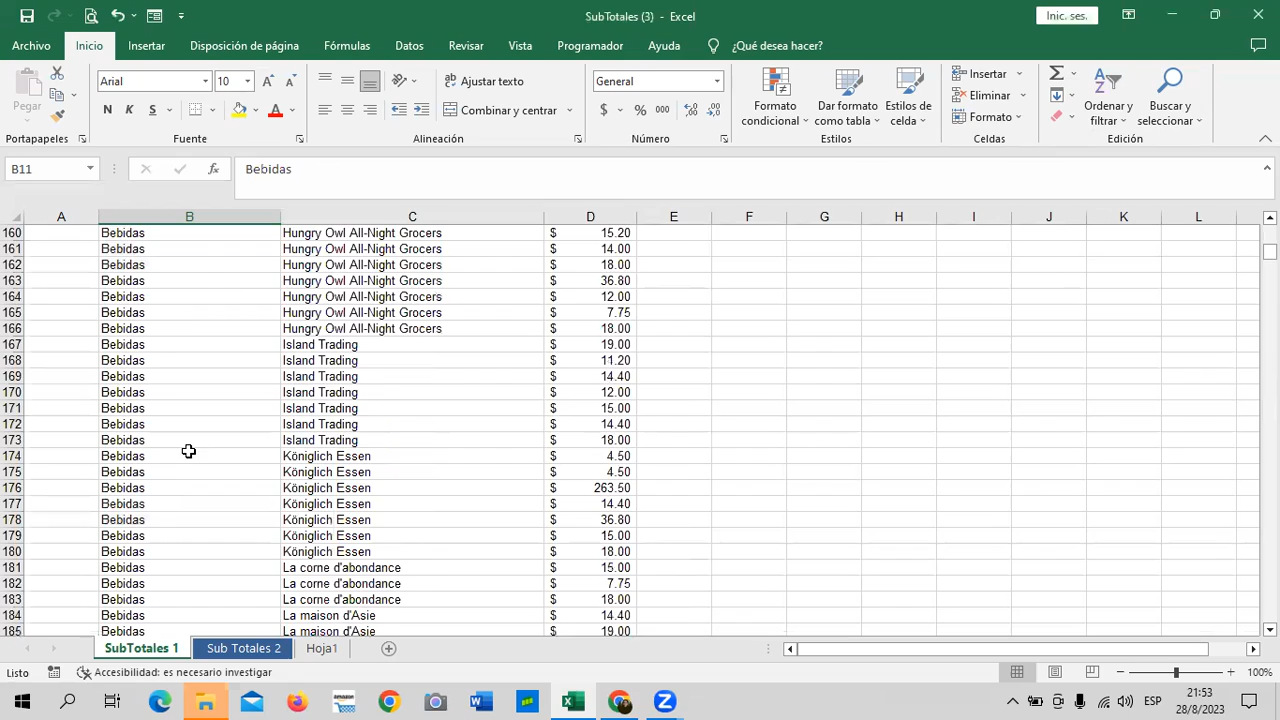 SubTotales (3) - Excel
Inic. ses.
Archivo Inicio Insertar Disposición de página Fórmulas Datos Revisar Vista Programador Ayuda ¿Qué desea hacer?
Pegar
Arial 10
N K S
Ajustar texto
Combinar y centrar
General
$ % 000
Formato condicional
Dar formato como tabla
Estilos de celda
Insertar
Eliminar
Formato
Ordenar y filtrar
Buscar y seleccionar
Portapapeles Fuente Alineación Número Estilos Celdas Edición
B11 fx Bebidas
A B C D E F G H I J K L
160 Bebidas Hungry Owl All-Night Grocers $ 15.20
161 Bebidas Hungry Owl All-Night Grocers $ 14.00
162 Bebidas Hungry Owl All-Night Grocers $ 18.00
163 Bebidas Hungry Owl All-Night Grocers $ 36.80
164 Bebidas Hungry Owl All-Night Grocers $ 12.00
165 Bebidas Hungry Owl All-Night Grocers $ 7.75
166 Bebidas Hungry Owl All-Night Grocers $ 18.00
167 Bebidas Island Trading $ 19.00
168 Bebidas Island Trading $ 11.20
169 Bebidas Island Trading $ 14.40
170 Bebidas Island Trading $ 12.00
171 Bebidas Island Trading $ 15.00
172 Bebidas Island Trading $ 14.40
173 Bebidas Island Trading $ 18.00
174 Bebidas Königlich Essen $ 4.50
175 Bebidas Königlich Essen $ 4.50
176 Bebidas Königlich Essen $ 263.50
177 Bebidas Königlich Essen $ 14.40
178 Bebidas Königlich Essen $ 36.80
179 Bebidas Königlich Essen $ 15.00
180 Bebidas Königlich Essen $ 18.00
181 Bebidas La corne d'abondance $ 15.00
182 Bebidas La corne d'abondance $ 7.75
183 Bebidas La corne d'abondance $ 18.00
184 Bebidas La maison d'Asie $ 14.40
185 Bebidas La maison d'Asie $ 19.00
SubTotales 1 Sub Totales 2 Hoja1
Listo Accesibilidad: es necesario investigar 100%
ESP 21:53
28/8/2023